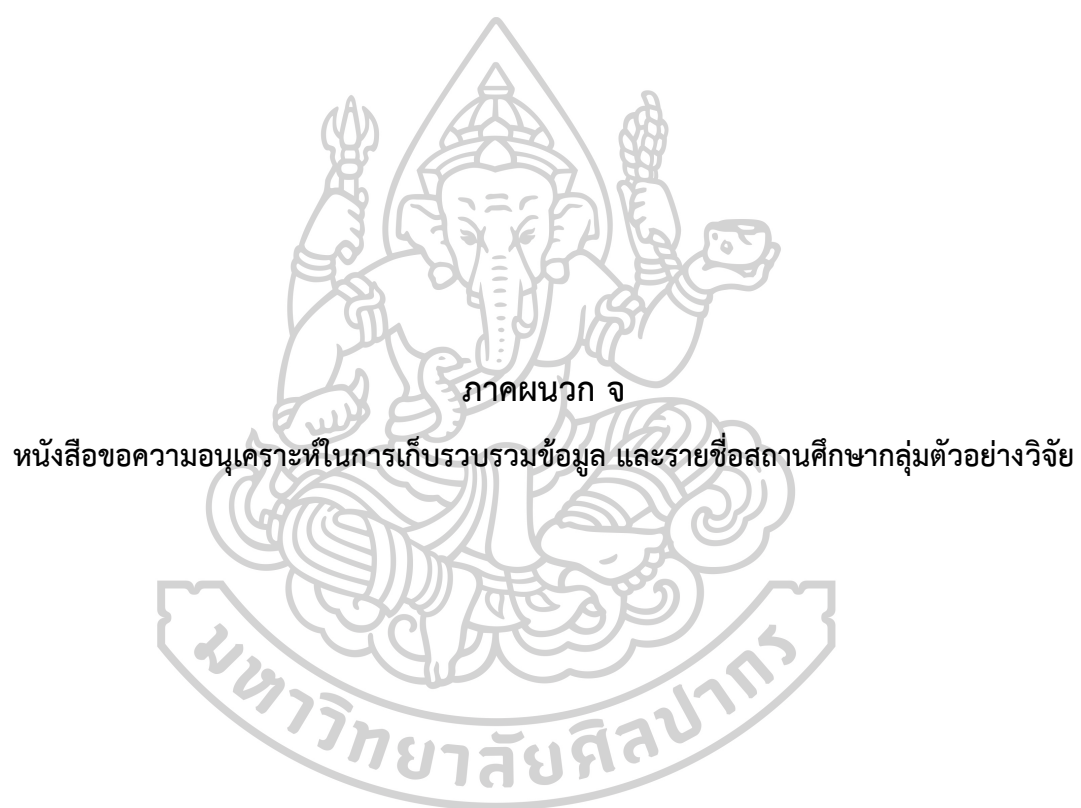 ภาคผนวก จ
หนังสือขอความอนุเคราะห์ในการเก็บรวบรวมข้อมูล และรายชื่อสถานศึกษากลุ่มตัวอย่างวิจัย
มหาวิทยาลัยศิลปากร